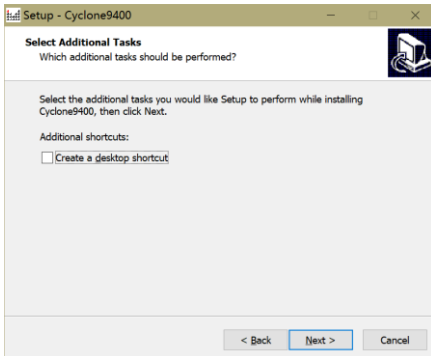 Setup - Cyclone9400
Select Additional Tasks
Which additional tasks should be performed?
Select the additional tasks you would like Setup to perform while installing
Cyclone9400, then click Next.
Additional shortcuts:
Create a desktop shortcut
< Back Next > Cancel